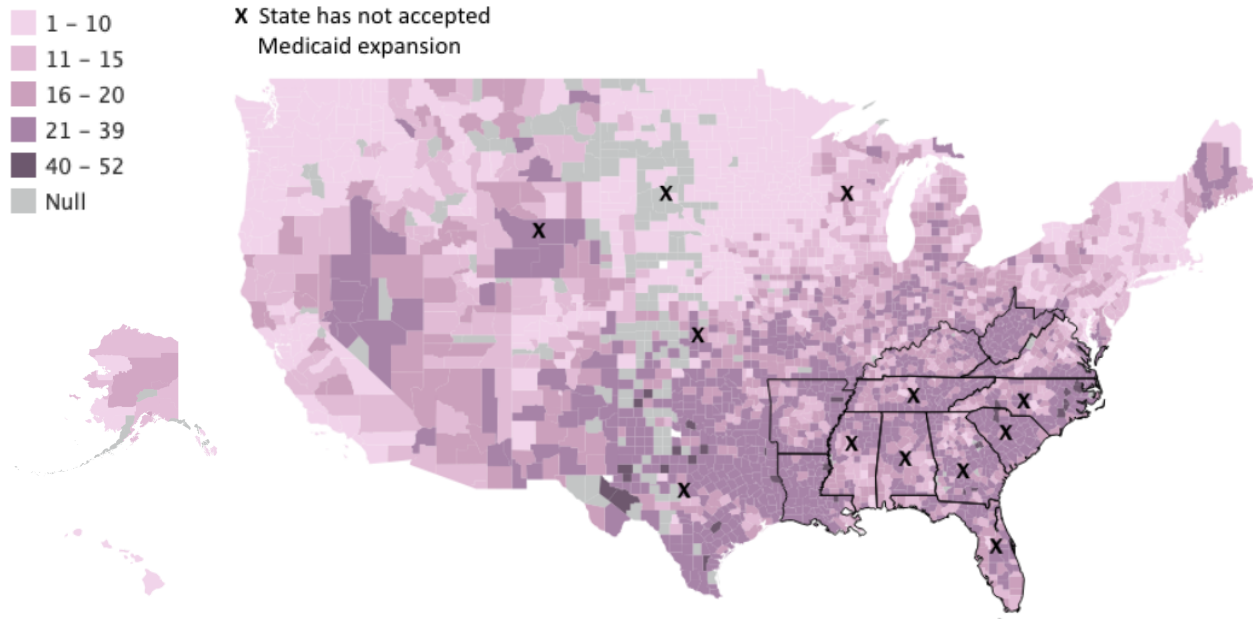 1 – 10
11 – 15
16 – 20
21 – 39
40 – 52
Null
X State has not accepted
Medicaid expansion
X
X
X
X
X
X
X
X
X
X
X
X